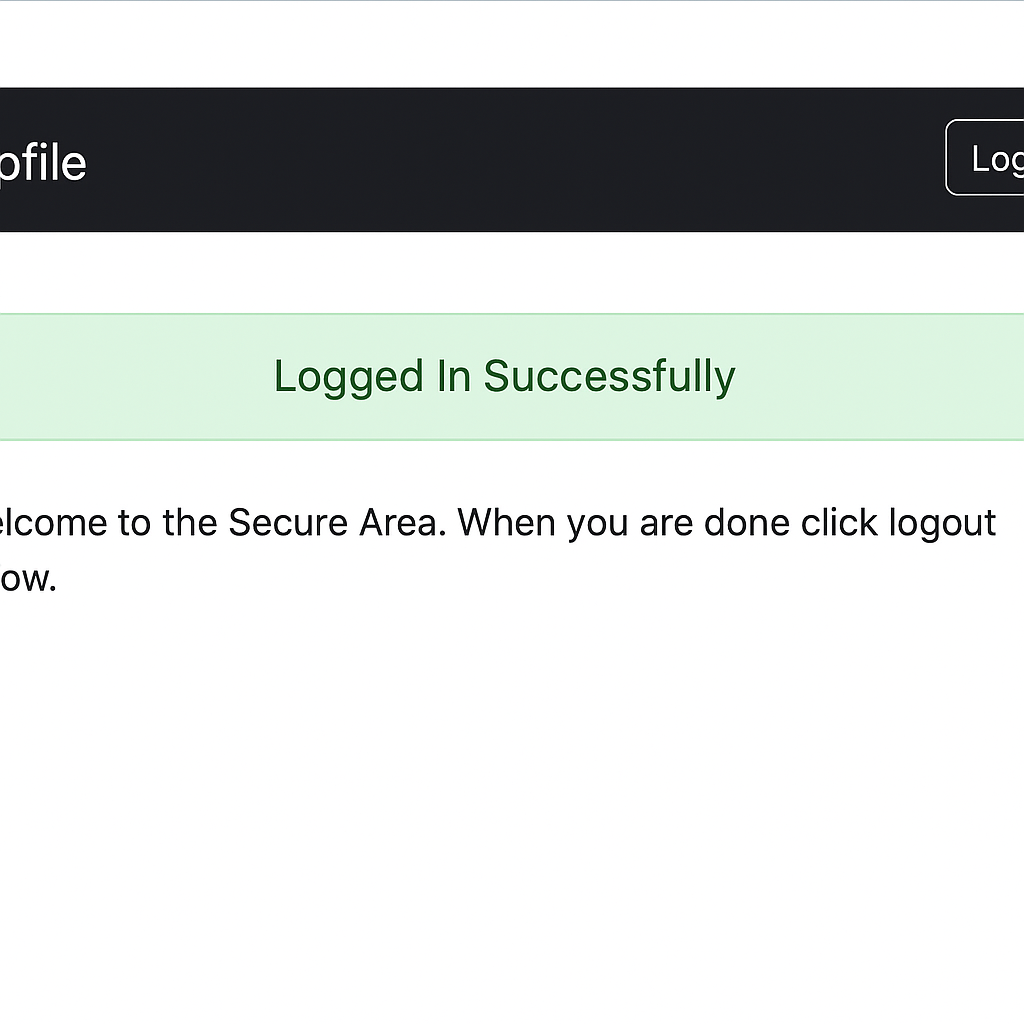 pfile
Log
Logged In Successfully
elcome to the Secure Area. When you are done click logout
ow.